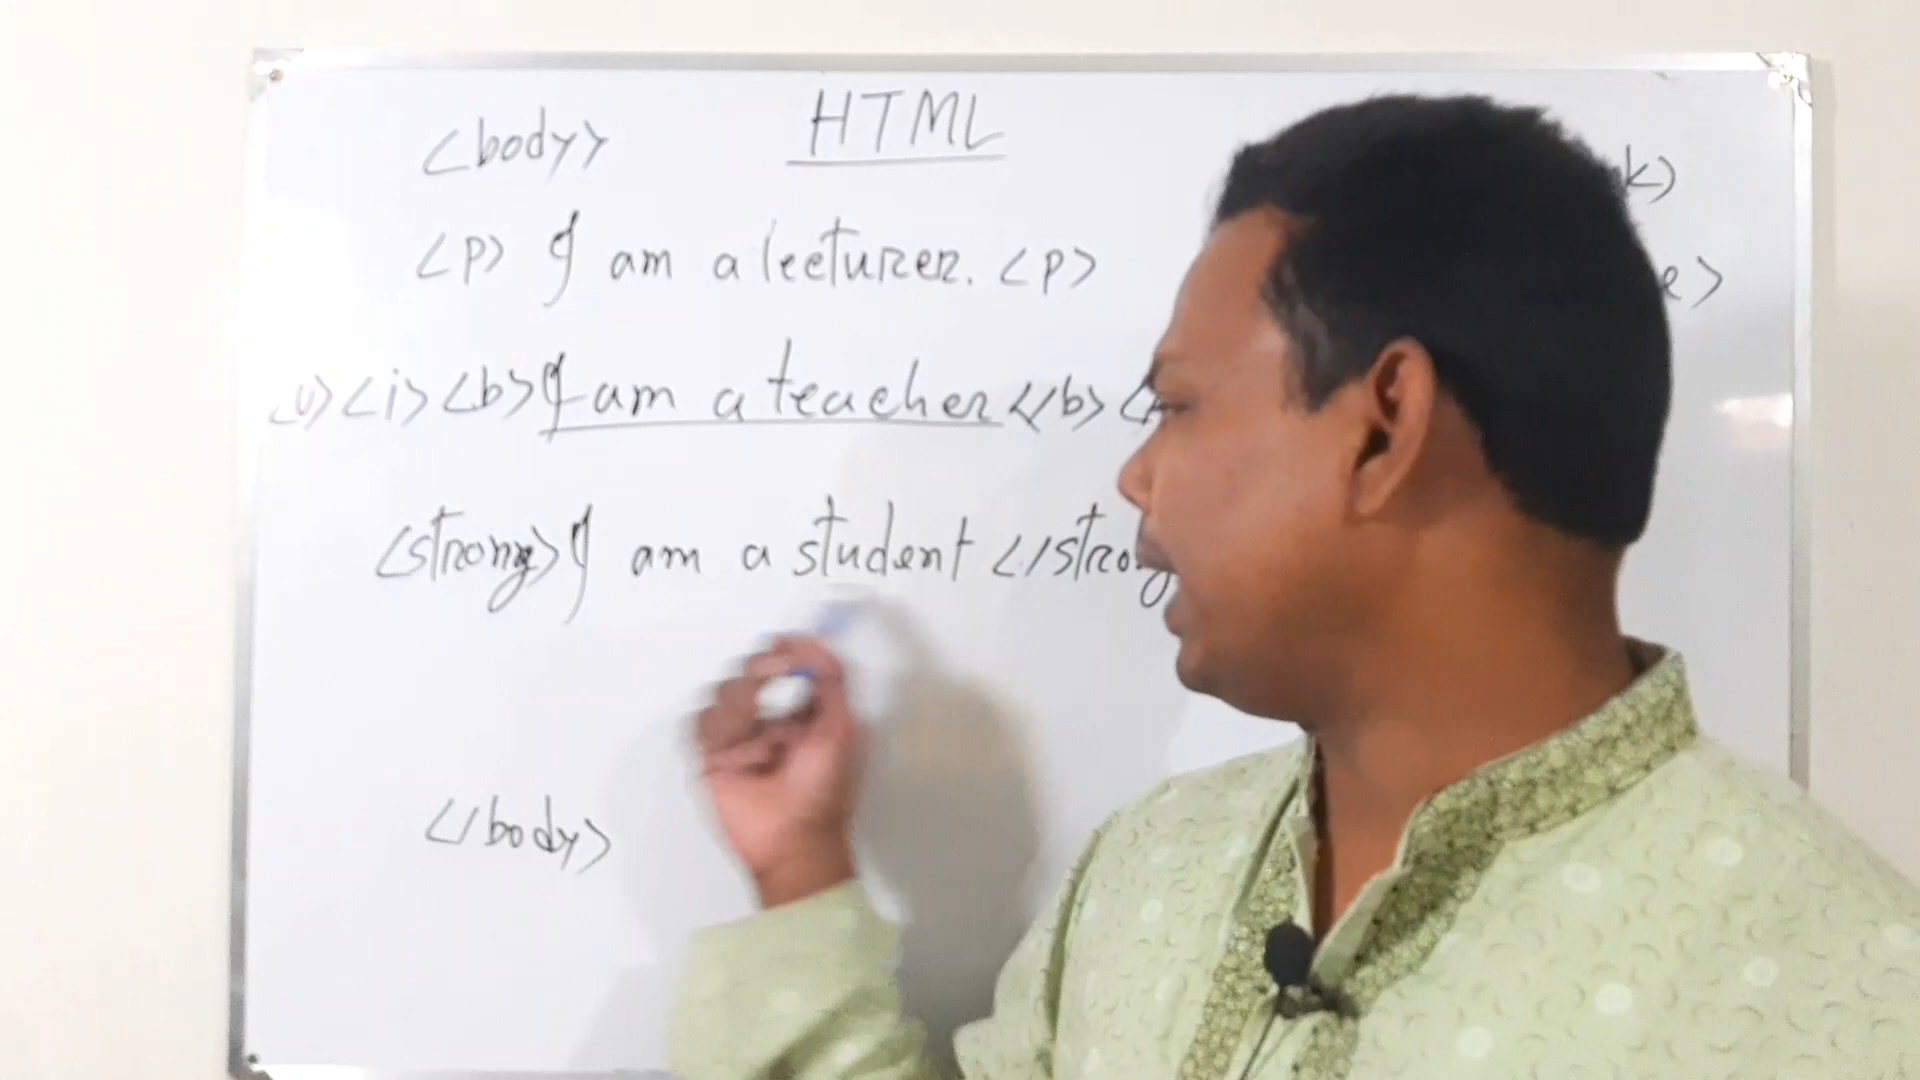 HTML
<body>
<p> I am a lecturer. <p>
<u><i><b>I am a teacher</b>
<strong>I am a student </strong
</body>